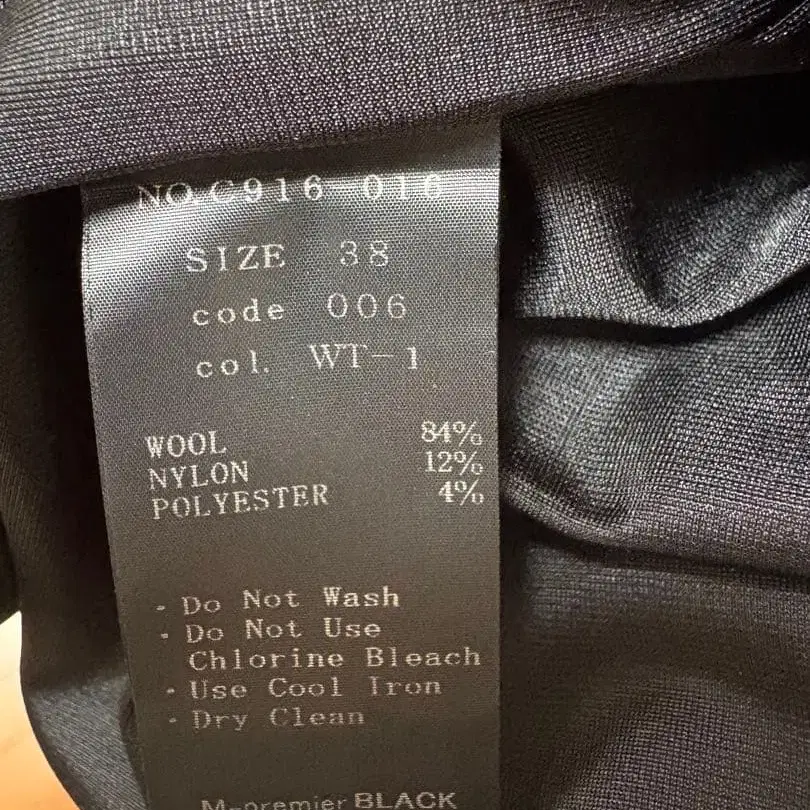 NO.C916-016
SIZE 38
code 006
col. WT-1
WOOL 84%
NYLON 12%
POLYESTER 4%
- Do Not Wash
- Do Not Use
Chlorine Bleach
- Use Cool Iron
- Dry Clean
M-premier BLACK